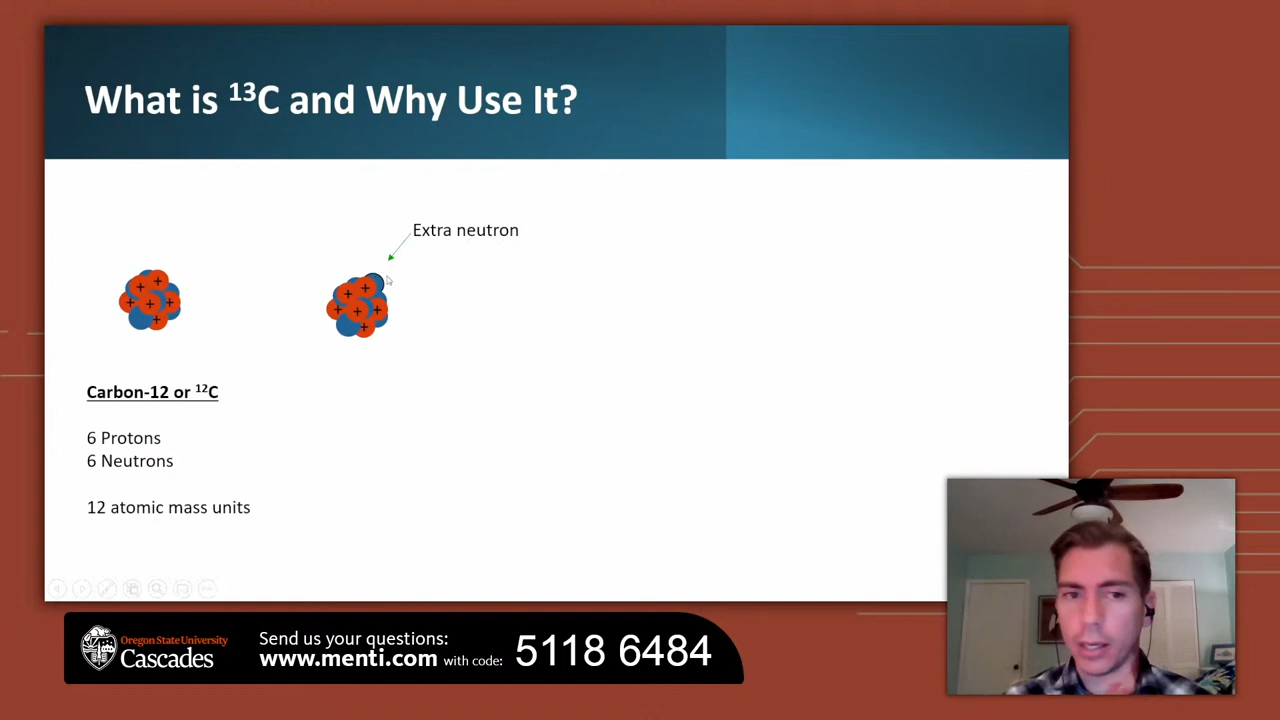 What is ¹³C and Why Use It?
Extra neutron
+ + + + + +
+ + + + + +
Carbon-12 or ¹²C
6 Protons
6 Neutrons
12 atomic mass units
Oregon State University
Cascades
Send us your questions:
www.menti.com with code:
5118 6484